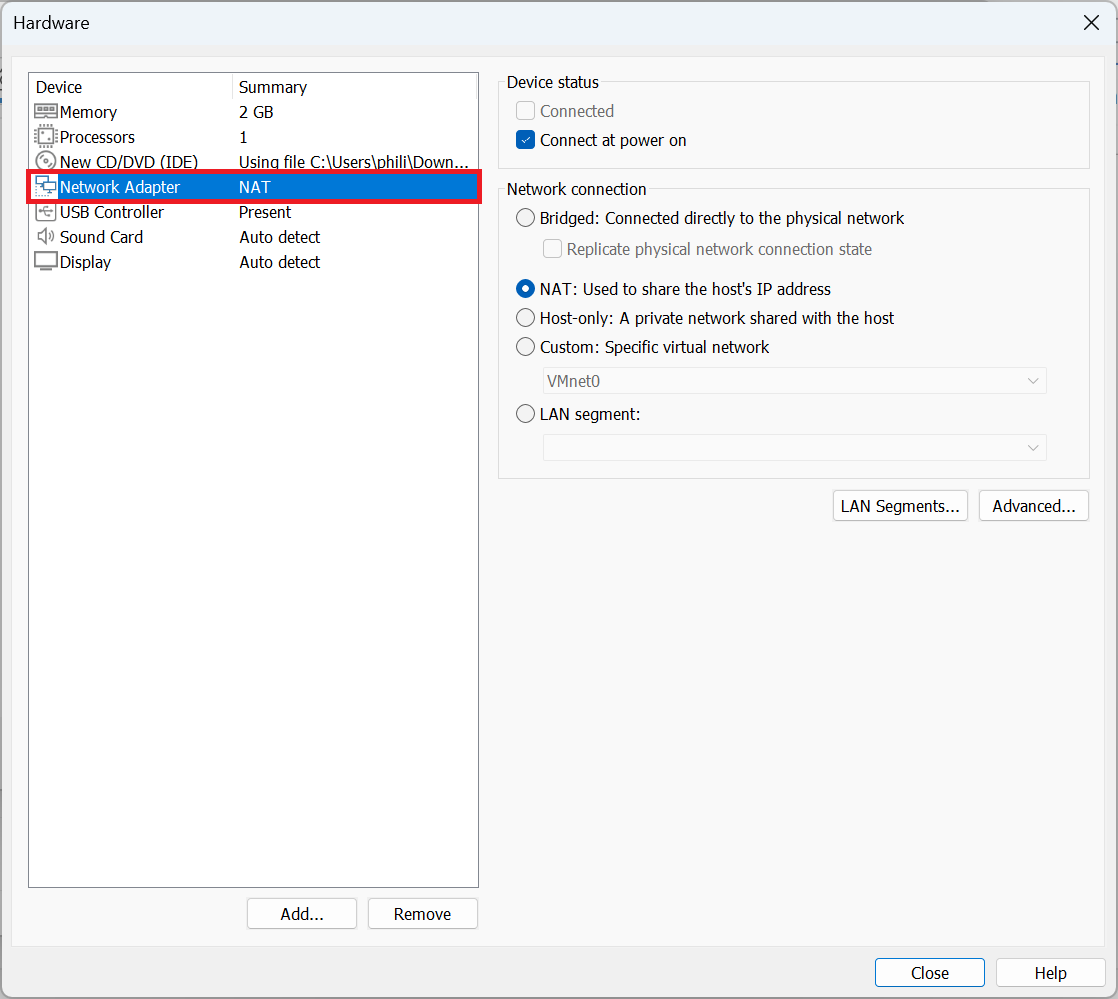 Hardware
Device Summary
Memory 2 GB
Processors 1
New CD/DVD (IDE) Using file C:\Users\phili\Down...
Network Adapter NAT
USB Controller Present
Sound Card Auto detect
Display Auto detect
Add... Remove
Device status
Connected
Connect at power on
Network connection
Bridged: Connected directly to the physical network
Replicate physical network connection state
NAT: Used to share the host's IP address
Host-only: A private network shared with the host
Custom: Specific virtual network
VMnet0
LAN segment:
LAN Segments... Advanced...
Close Help